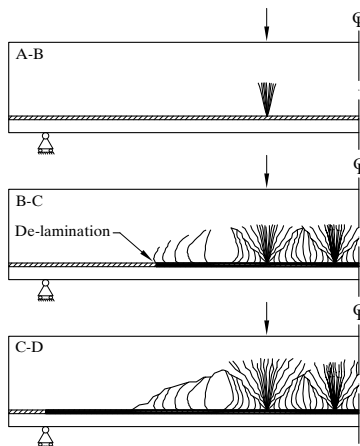 ℄
A-B
℄
B-C
De-lamination
℄
C-D